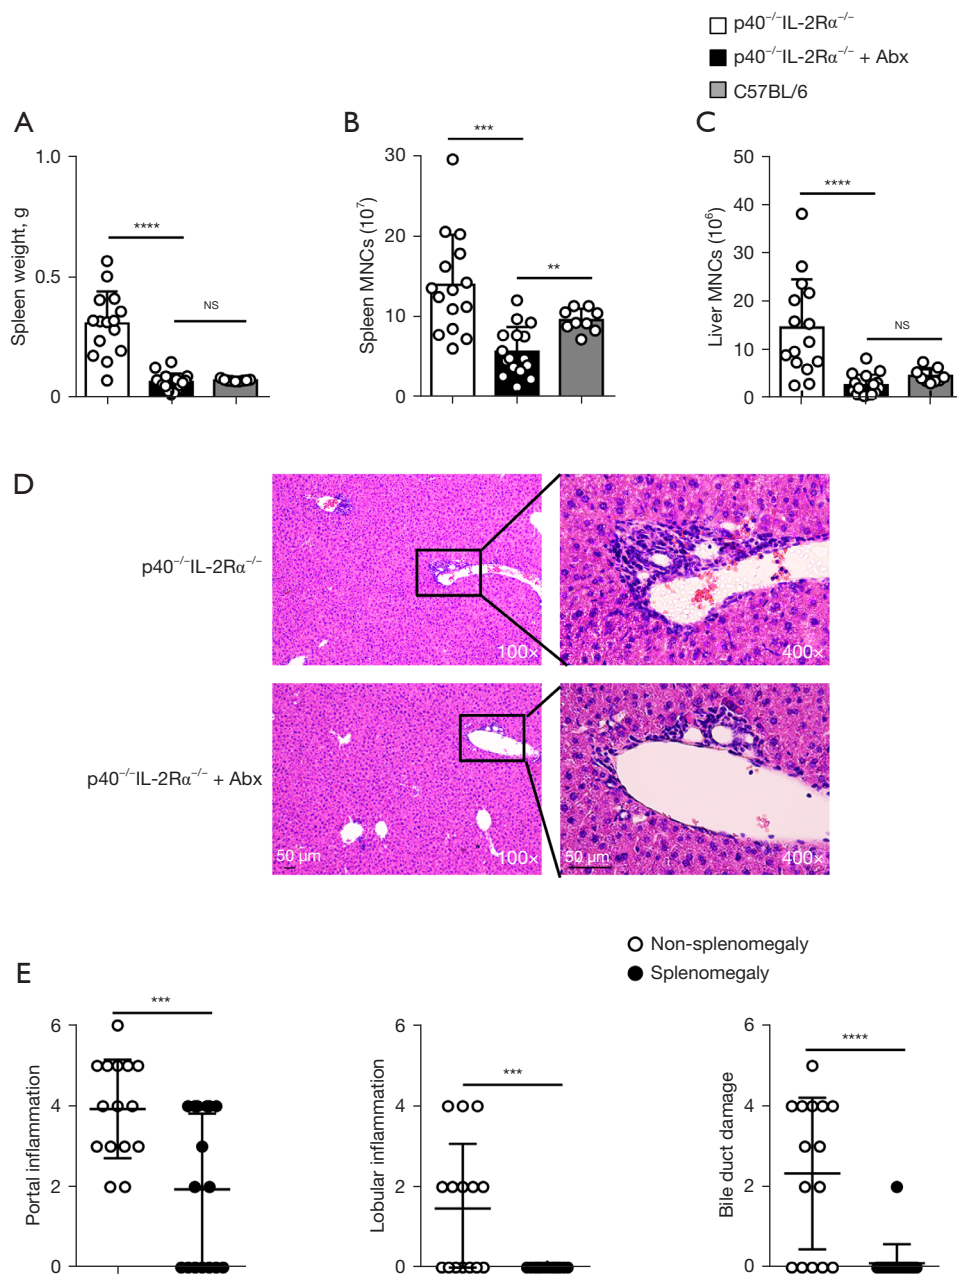 p40⁻/⁻IL-2Rα⁻/⁻
p40⁻/⁻IL-2Rα⁻/⁻ + Abx
C57BL/6
A
B
C
Spleen weight, g
1.0
0.5
0
****
NS
Spleen MNCs (10⁷)
30
20
10
0
***
**
Liver MNCs (10⁶)
50
40
30
20
10
0
****
NS
D
p40⁻/⁻IL-2Rα⁻/⁻
100×
400×
p40⁻/⁻IL-2Rα⁻/⁻ + Abx
50 μm
100×
50 μm
400×
Non-splenomegaly
Splenomegaly
E
Portal inflammation
6
4
2
0
***
Lobular inflammation
6
4
2
0
***
Bile duct damage
6
4
2
0
****